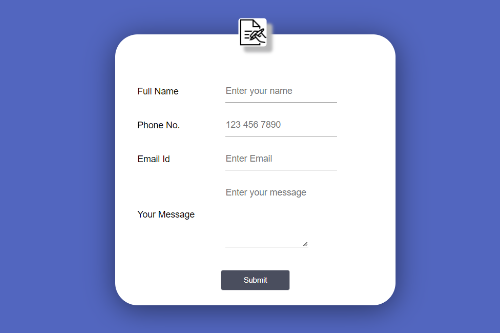 Full Name
Enter your name
Phone No.
123 456 7890
Email Id
Enter Email
Enter your message
Your Message
Submit